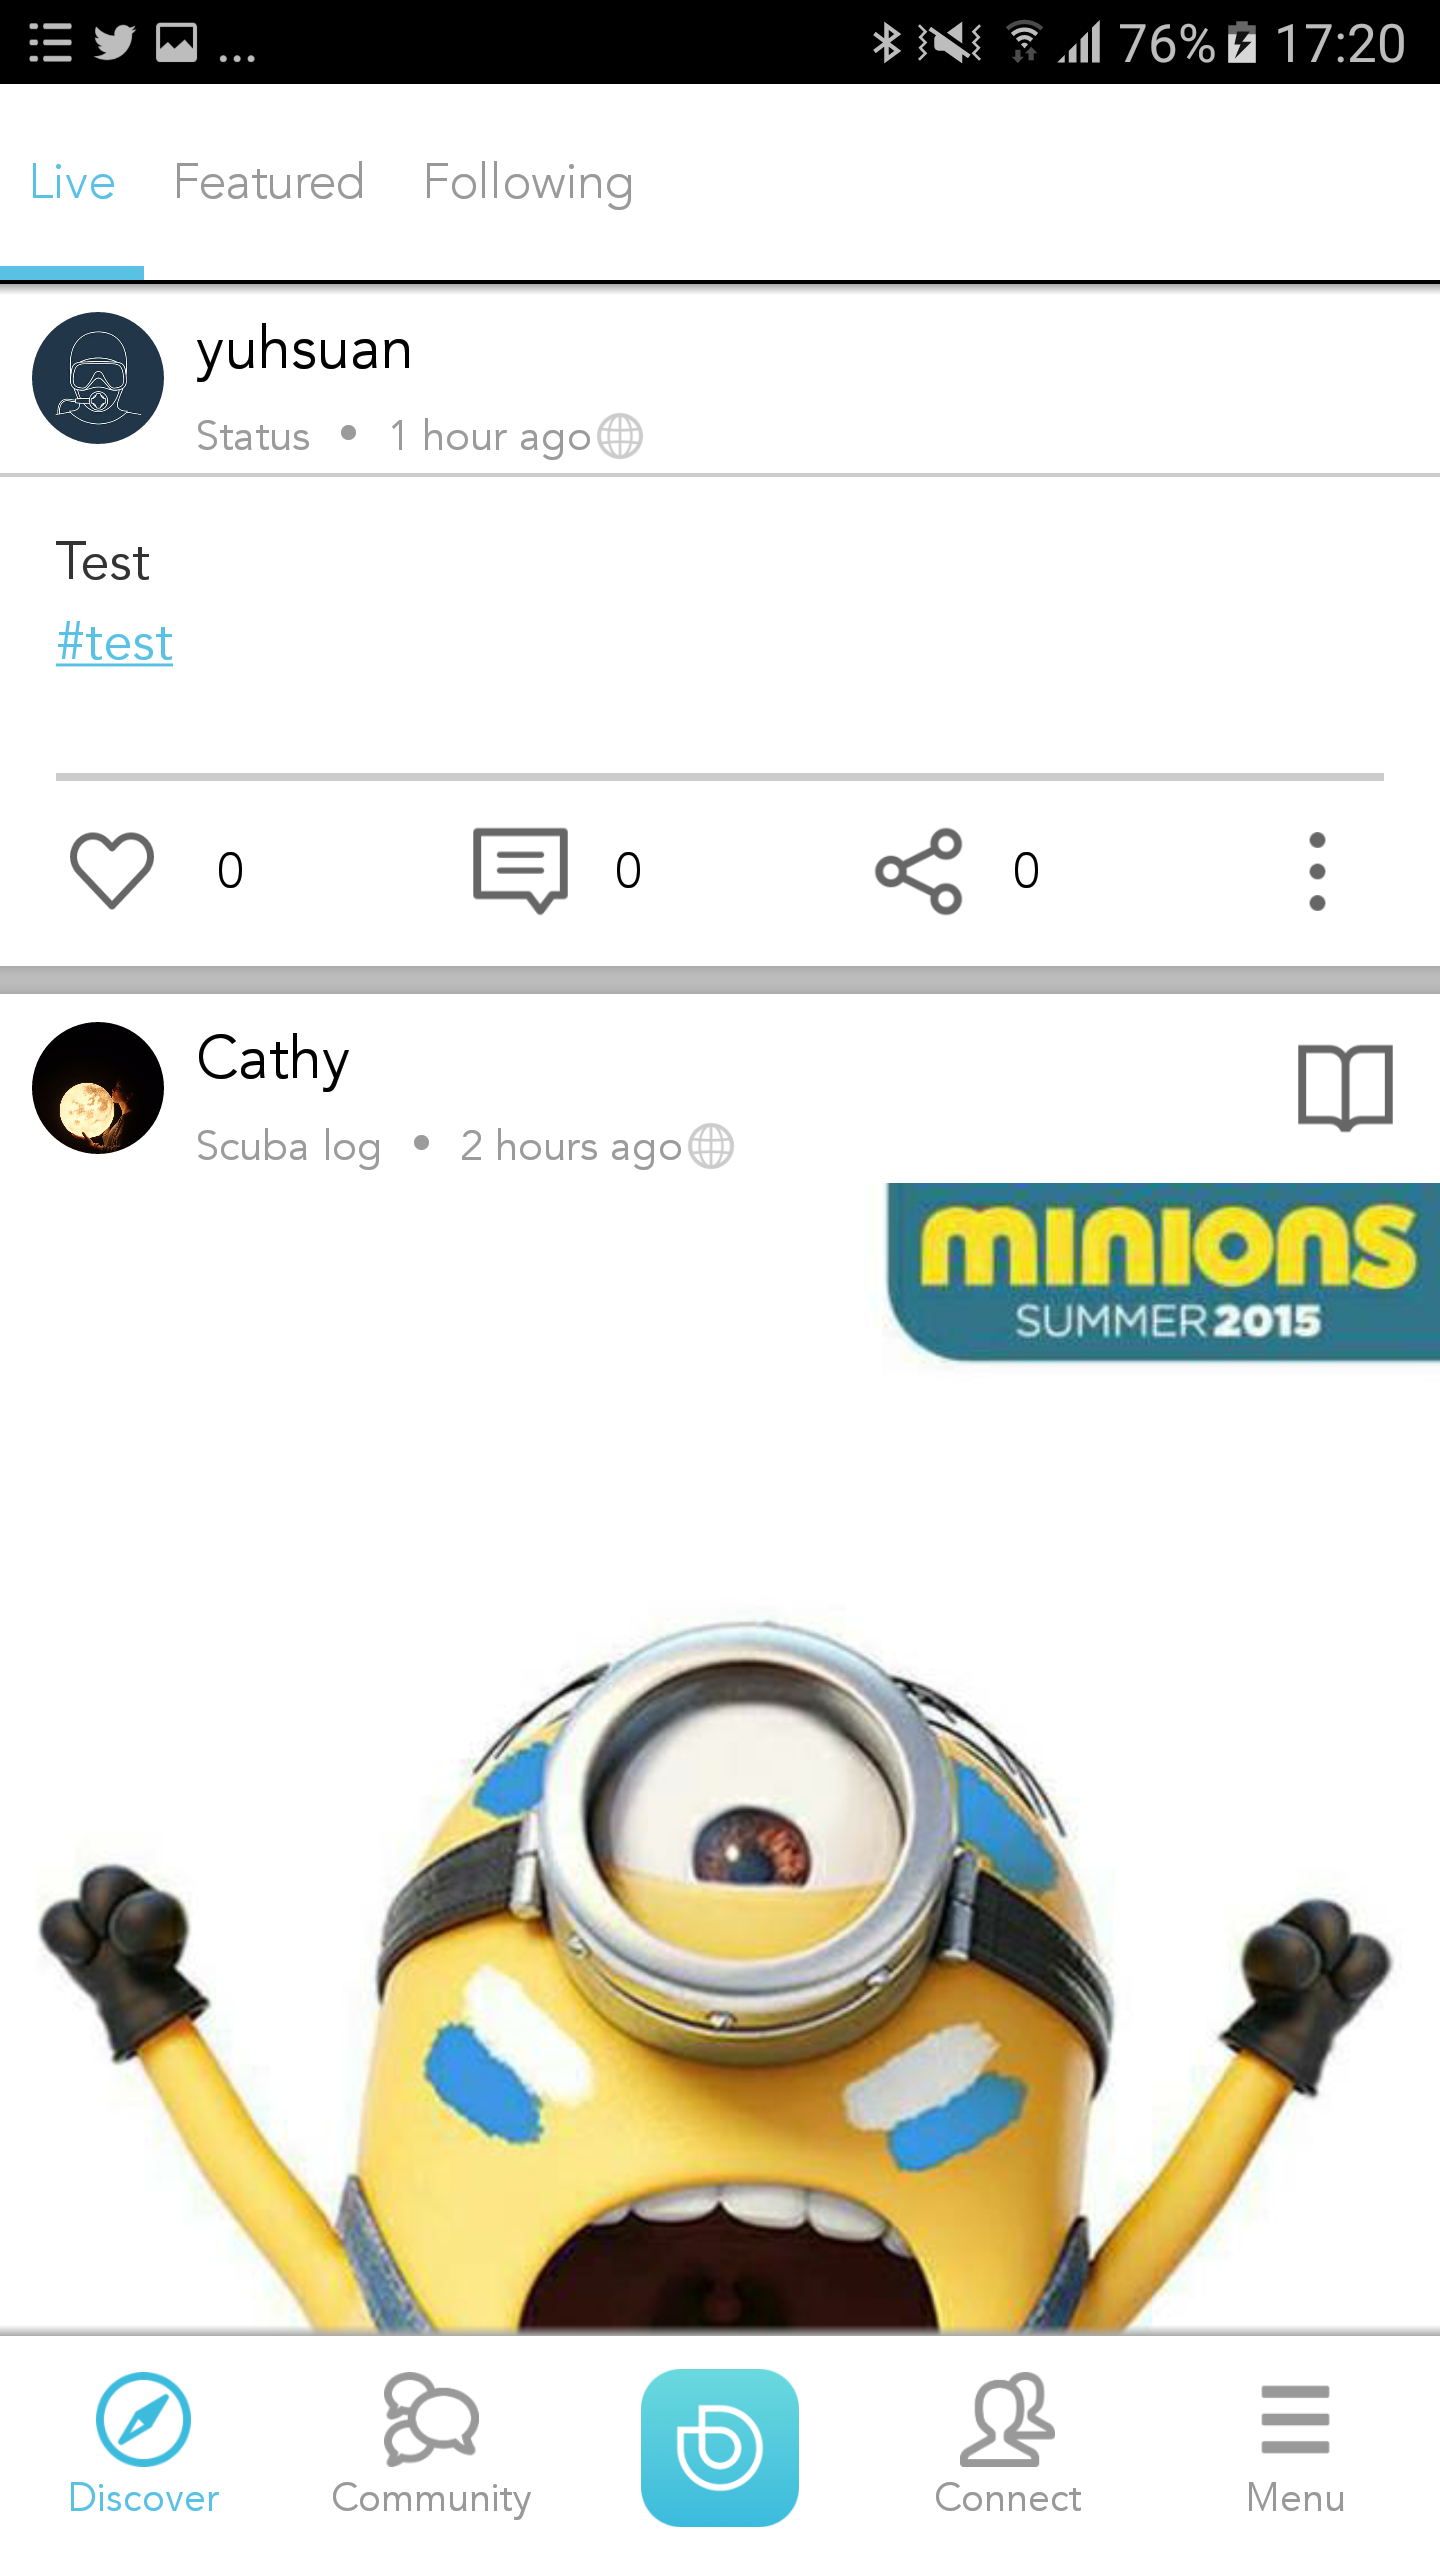 ... 76% 17:20
Live Featured Following
yuhsuan
Status • 1 hour ago
Test
#test
0 0 0
Cathy
Scuba log • 2 hours ago
minions
SUMMER 2015
Discover Community Connect Menu